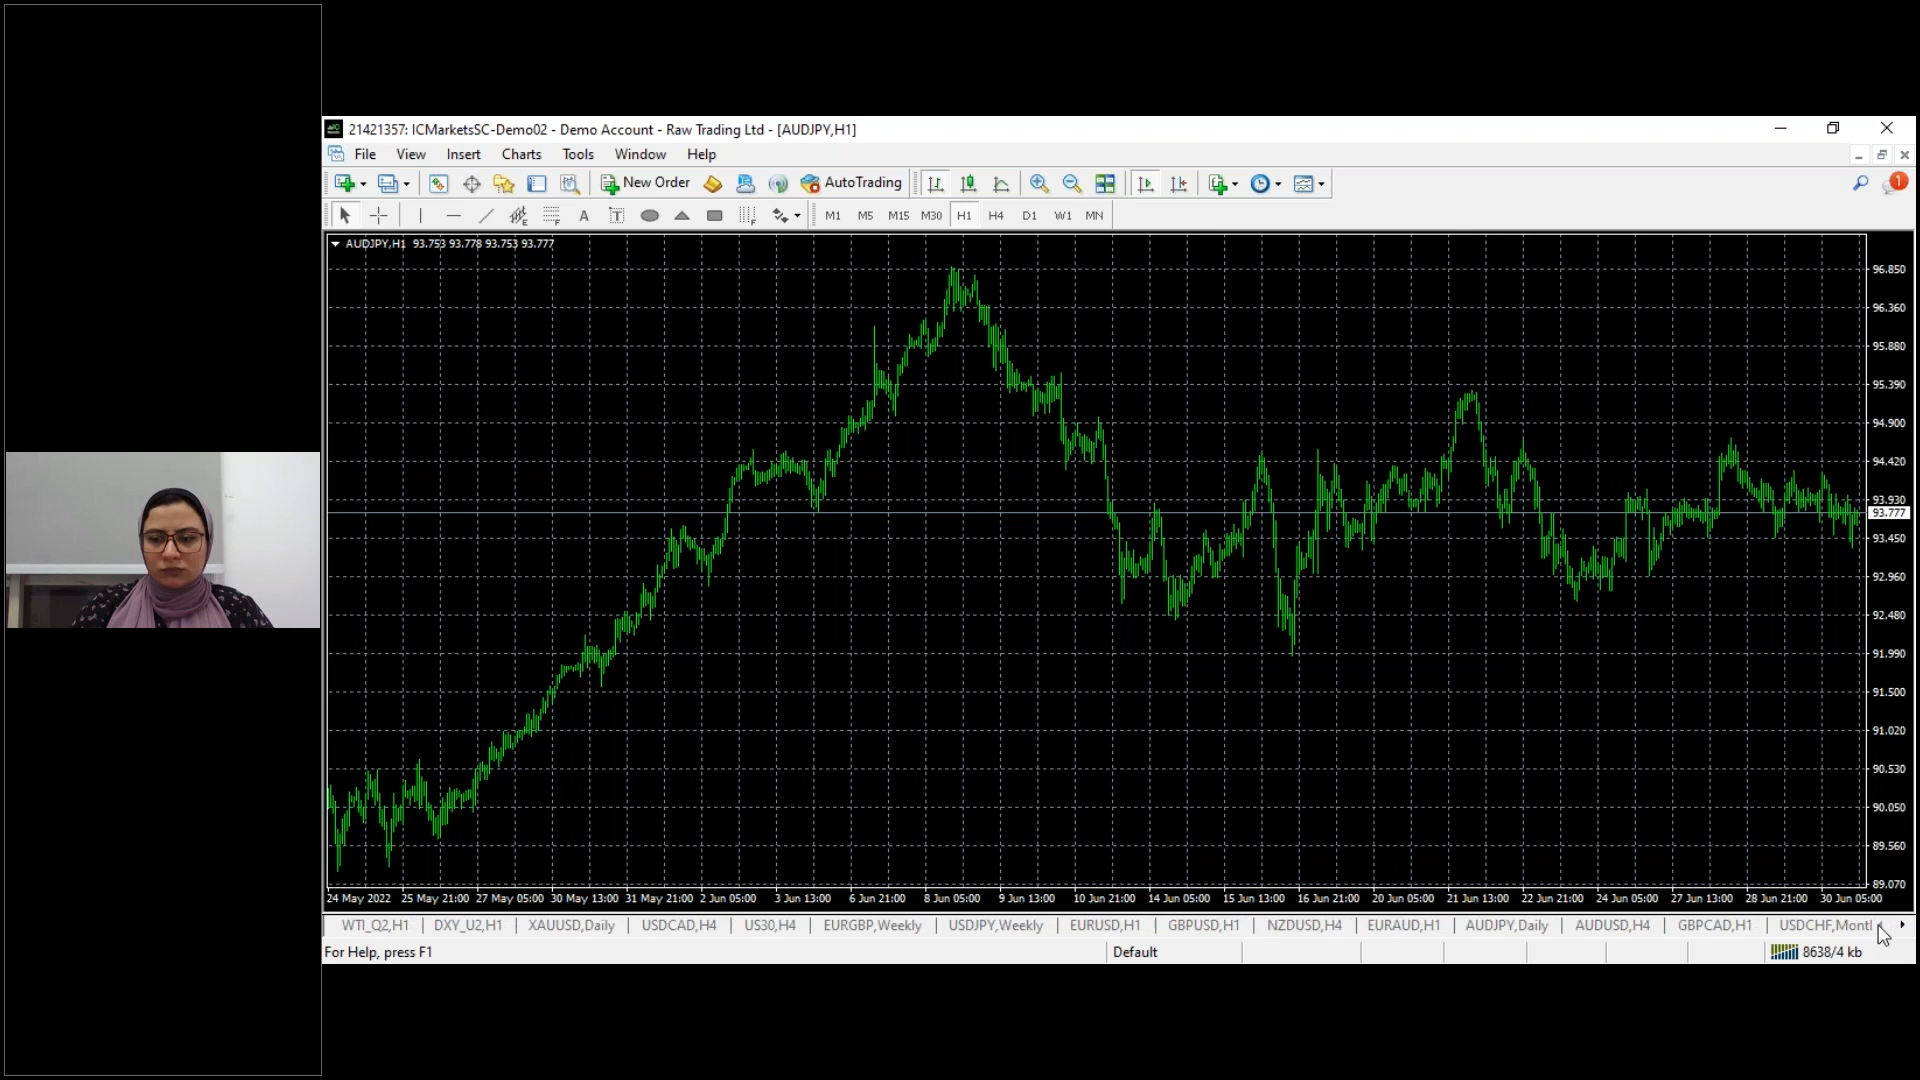 21421357: ICMarketsSC-Demo02 - Demo Account - Raw Trading Ltd - [AUDJPY,H1]
File View Insert Charts Tools Window Help
New Order AutoTrading 1
A T M1 M5 M15 M30 H1 H4 D1 W1 MN
AUDJPY,H1 93.753 93.778 93.753 93.777
96.850
96.360
95.880
95.390
94.900
94.420
93.930
93.777
93.450
92.960
92.480
91.990
91.500
91.020
90.530
90.050
89.560
89.070
24 May 2022 25 May 21:00 27 May 05:00 30 May 13:00 31 May 21:00 2 Jun 05:00 3 Jun 13:00 6 Jun 21:00 8 Jun 05:00 9 Jun 13:00 10 Jun 21:00 14 Jun 05:00 15 Jun 13:00 16 Jun 21:00 20 Jun 05:00 21 Jun 13:00 22 Jun 21:00 24 Jun 05:00 27 Jun 13:00 28 Jun 21:00 30 Jun 05:00
WTI_Q2,H1 DXY_U2,H1 XAUUSD,Daily USDCAD,H4 US30,H4 EURGBP,Weekly USDJPY,Weekly EURUSD,H1 GBPUSD,H1 NZDUSD,H4 EURAUD,H1 AUDJPY,Daily AUDUSD,H4 GBPCAD,H1 USDCHF,Montl
For Help, press F1 Default 8638/4 kb